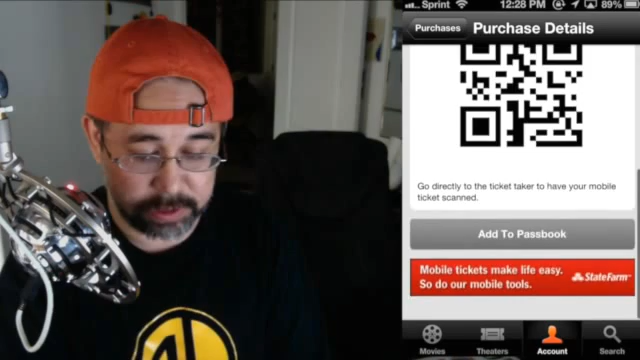 Sprint 12:28 PM 89%
Purchases Purchase Details
Go directly to the ticket taker to have your mobile
ticket scanned.
Add To Passbook
Mobile tickets make life easy.
So do our mobile tools.
StateFarm
Movies Theaters Account Search